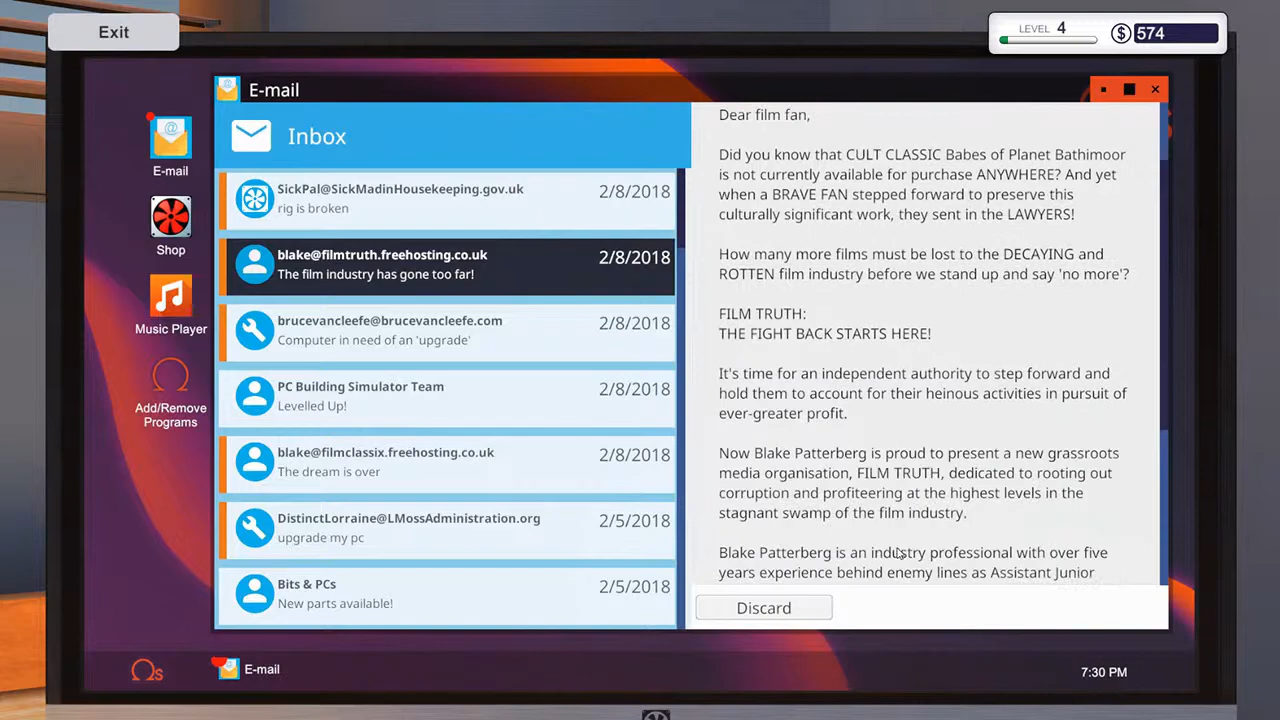 Exit
LEVEL 4
$ 574
E-mail
Inbox
E-mail
Shop
Music Player
Add/Remove
Programs
SickPal@SickMadinHousekeeping.gov.uk 2/8/2018
rig is broken
blake@filmtruth.freehosting.co.uk 2/8/2018
The film industry has gone too far!
brucevancleefe@brucevancleefe.com 2/8/2018
Computer in need of an 'upgrade'
PC Building Simulator Team 2/8/2018
Levelled Up!
blake@filmclassix.freehosting.co.uk 2/8/2018
The dream is over
DistinctLorraine@LMossAdministration.org 2/5/2018
upgrade my pc
Bits & PCs 2/5/2018
New parts available!
Dear film fan,
Did you know that CULT CLASSIC Babes of Planet Bathimoor
is not currently available for purchase ANYWHERE? And yet
when a BRAVE FAN stepped forward to preserve this
culturally significant work, they sent in the LAWYERS!
How many more films must be lost to the DECAYING and
ROTTEN film industry before we stand up and say 'no more'?
FILM TRUTH:
THE FIGHT BACK STARTS HERE!
It's time for an independent authority to step forward and
hold them to account for their heinous activities in pursuit of
ever-greater profit.
Now Blake Patterberg is proud to present a new grassroots
media organisation, FILM TRUTH, dedicated to rooting out
corruption and profiteering at the highest levels in the
stagnant swamp of the film industry.
Blake Patterberg is an industry professional with over five
years experience behind enemy lines as Assistant Junior
Discard
Ωs
E-mail
7:30 PM